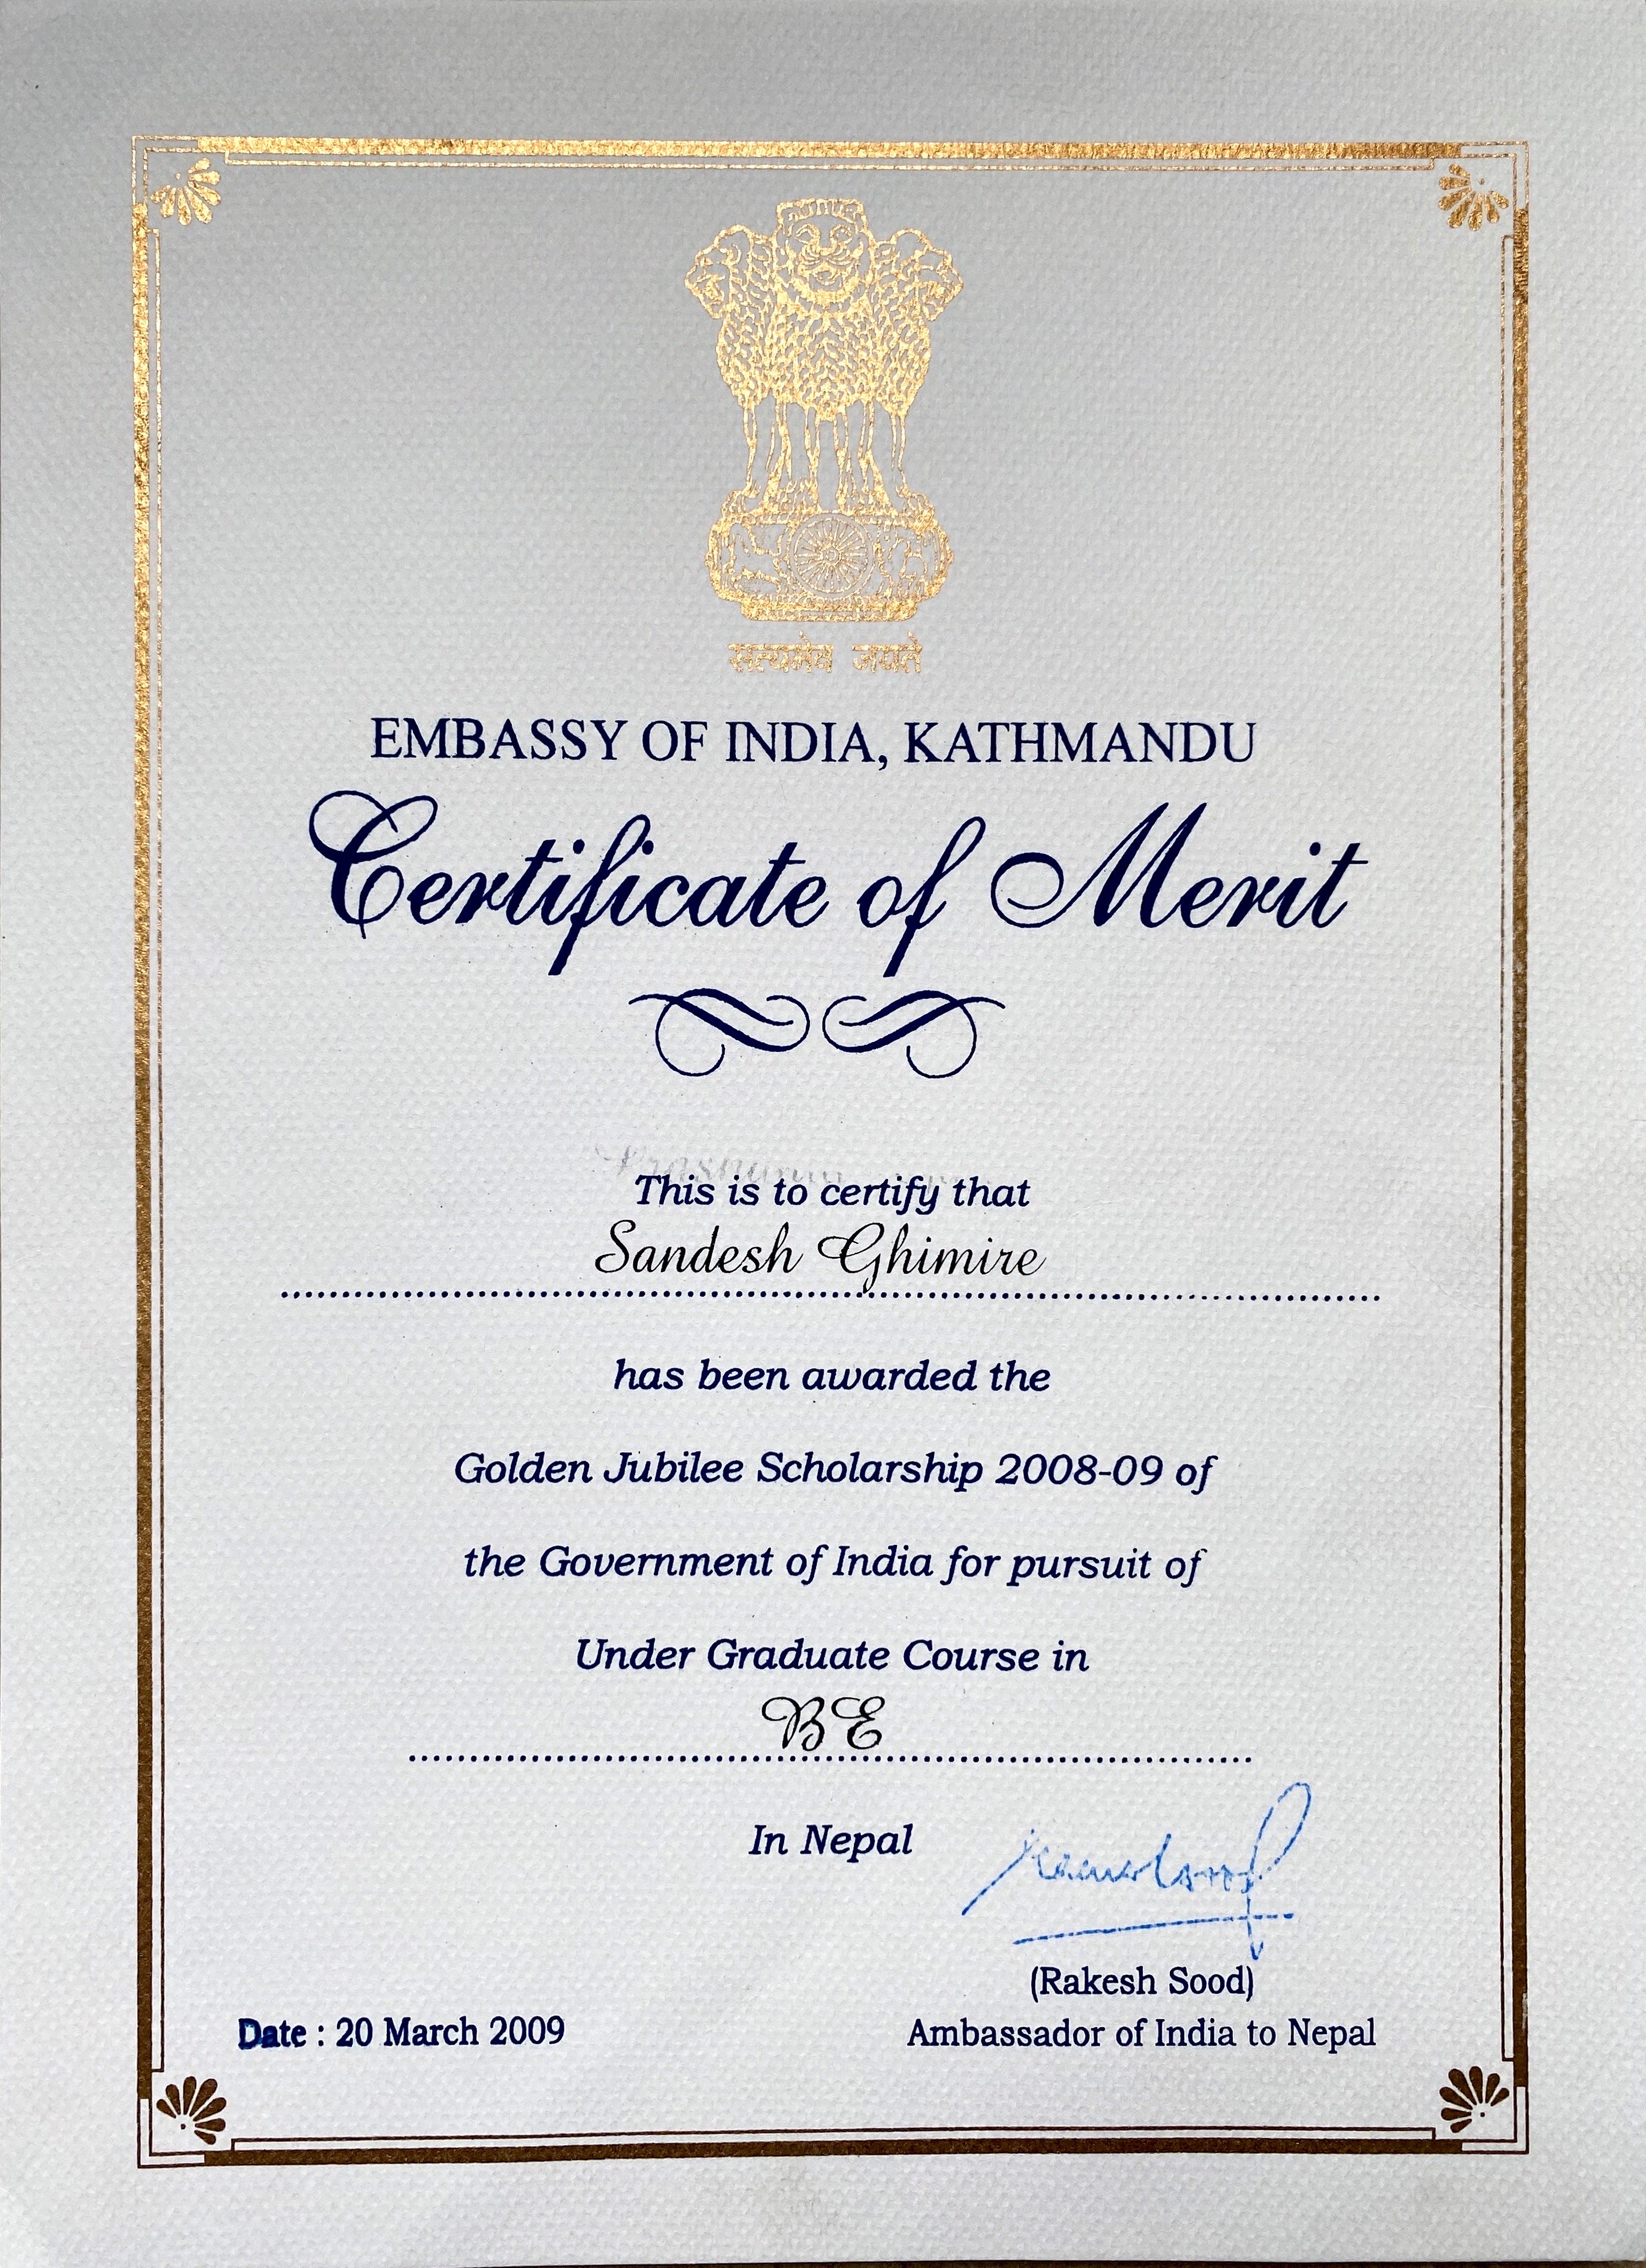 सत्यमेव जयते
EMBASSY OF INDIA, KATHMANDU
Certificate of Merit
This is to certify that
Sandesh Ghimire
has been awarded the
Golden Jubilee Scholarship 2008-09 of
the Government of India for pursuit of
Under Graduate Course in
BE
In Nepal
(Rakesh Sood)
Date : 20 March 2009
Ambassador of India to Nepal